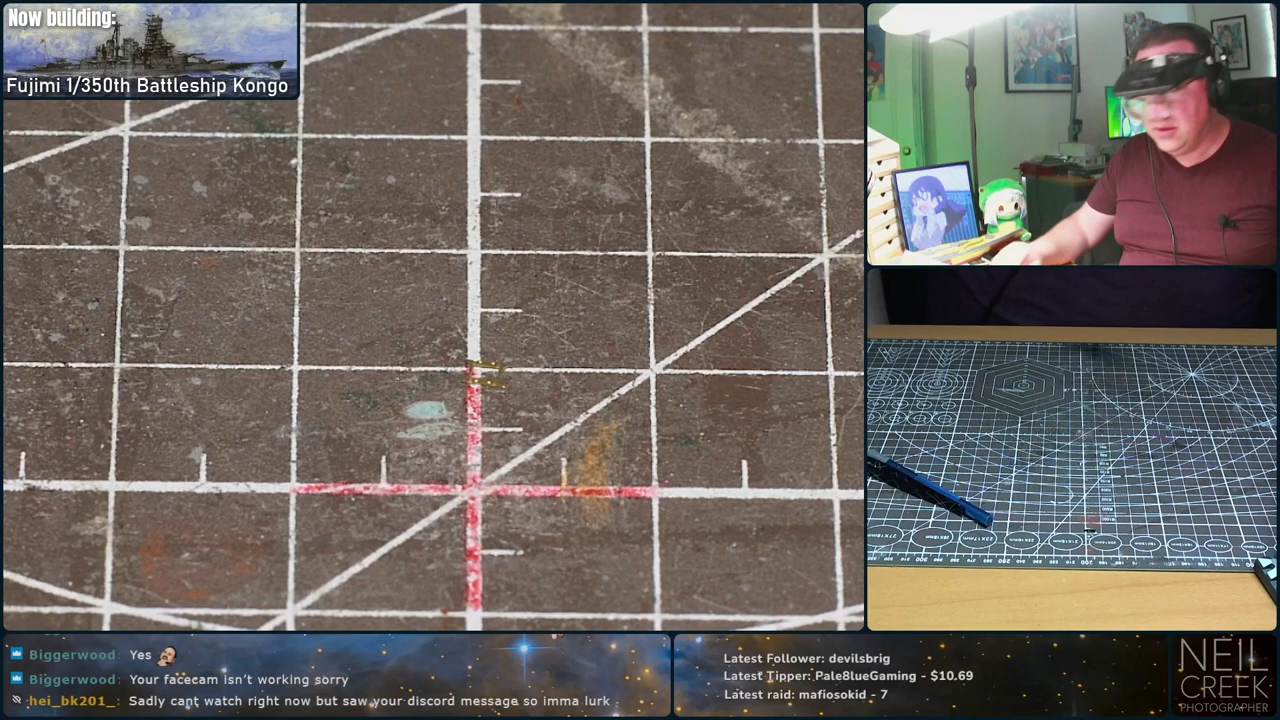 Now building:
Fujimi 1/350th Battleship Kongo
Biggerwood: Yes
Biggerwood: Your facecam isn't working sorry
hei_bk201_: Sadly cant watch right now but saw your discord message so imma lurk
Latest Follower: devilsbrig
Latest Tipper: Pale8lueGaming - $10.69
Latest raid: mafiosokid - 7
NEIL
CREEK
PHOTOGRAPHER